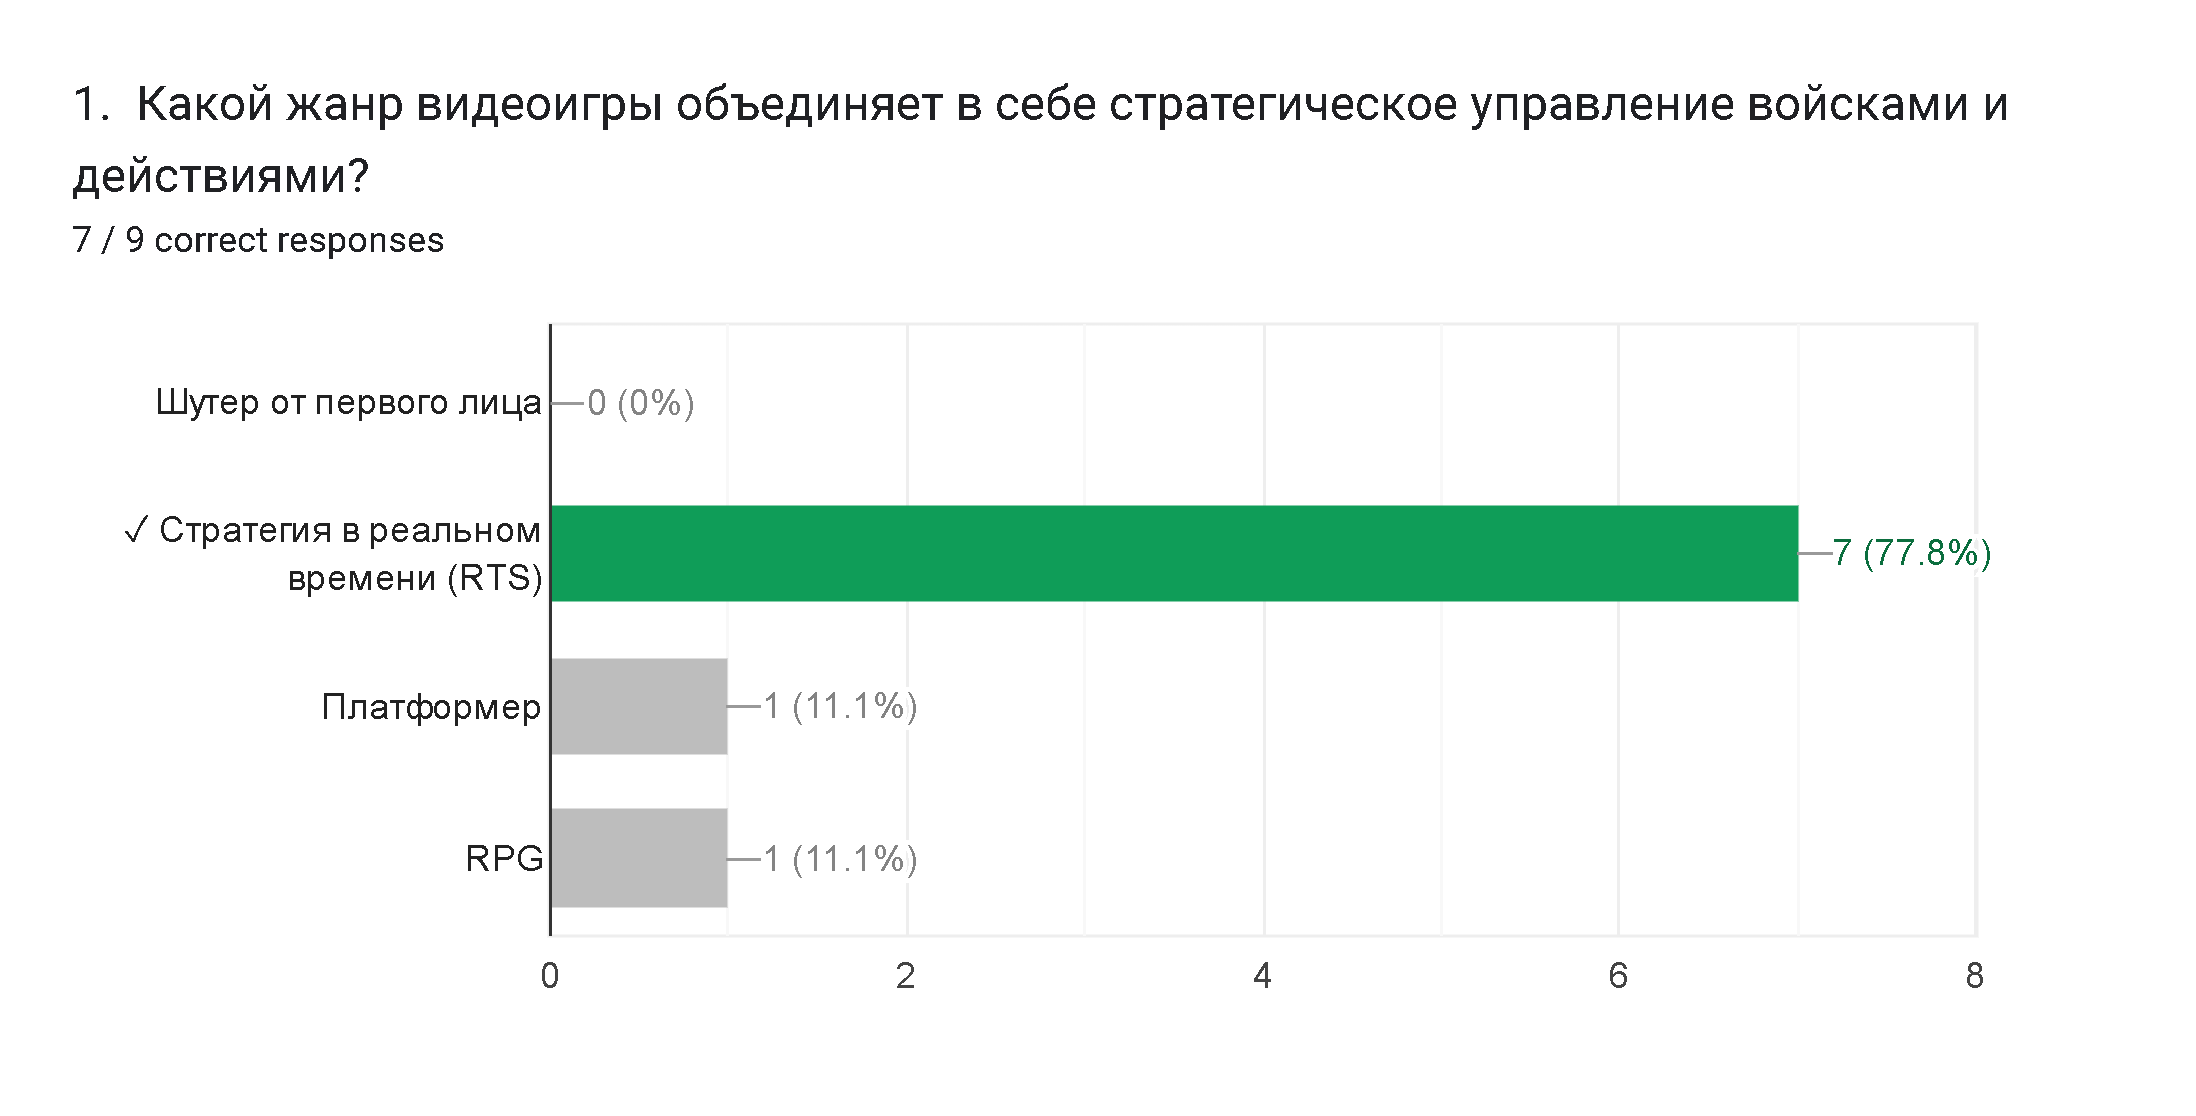 1.  Какой жанр видеоигры объединяет в себе стратегическое управление войсками и
действиями?
7 / 9 correct responses
Шутер от первого лица
0 (0%)
✓ Стратегия в реальном
времени (RTS)
7 (77.8%)
Платформер
1 (11.1%)
RPG
1 (11.1%)
0 2 4 6 8